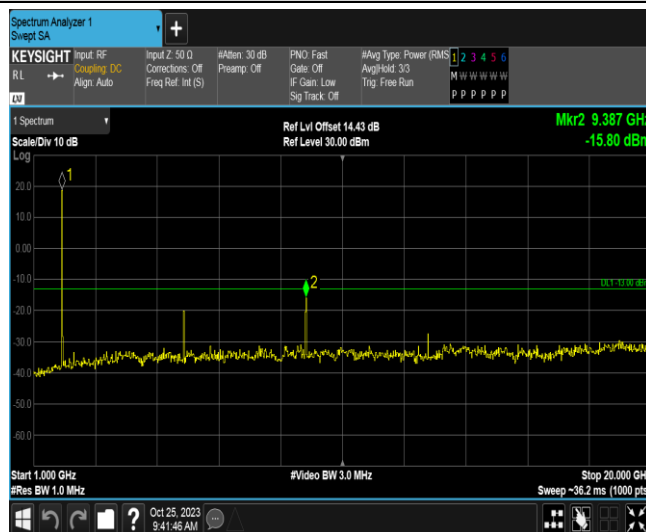 Spectrum Analyzer 1
Swept SA
+
KEYSIGHT Input: RF
RL Coupling: DC
Align: Auto
LXI
Input Z: 50 Ω
Corrections: Off
Freq Ref: Int (S)
#Atten: 30 dB
Preamp: Off
PNO: Fast
Gate: Off
IF Gain: Low
Sig Track: Off
#Avg Type: Power (RMS
Avg|Hold: 3/3
Trig: Free Run
1 2 3 4 5 6
M W W W W W
P P P P P P
1 Spectrum
Scale/Div 10 dB
Log
Ref Lvl Offset 14.43 dB
Ref Level 30.00 dBm
Mkr2 9.387 GHz
-15.80 dBm
1
20.0
10.0
0.00
-10.0
2
DL1 -13.00 dBm
-20.0
-30.0
-40.0
-50.0
-60.0
Start 1.000 GHz
#Res BW 1.0 MHz
#Video BW 3.0 MHz
Stop 20.000 GHz
Sweep ~36.2 ms (1000 pts
?
Oct 25, 2023
9:41:46 AM